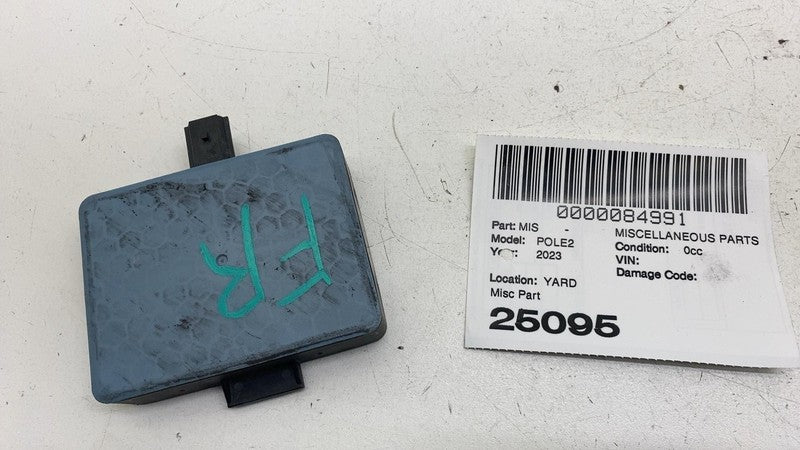 FR
0000084991
Part: MIS - MISCELLANEOUS PARTS
Model: POLE2 Condition: 0cc
Year: 2023 VIN:
Damage Code:
Location: YARD
Misc Part
25095